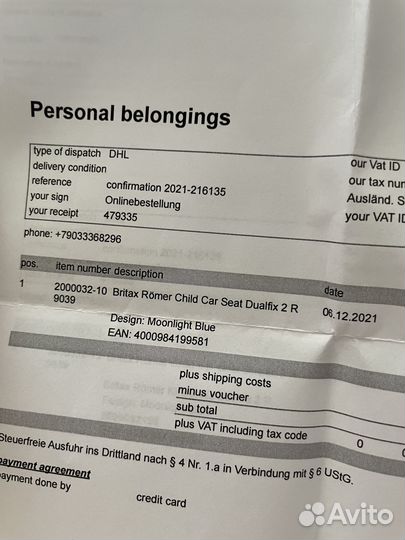 Personal belongings
type of dispatch DHL
delivery condition
reference confirmation 2021-216135
your sign Onlinebestellung
your receipt 479335
our Vat ID
our tax num
Ausländ. S
your VAT ID
phone: +79033368296
pos. item number description date
1 2000032-10 Britax Römer Child Car Seat Dualfix 2 R 06.12.2021
9039
Design: Moonlight Blue
EAN: 4000984199581
plus shipping costs
minus voucher
sub total
plus VAT including tax code 0
Steuerfreie Ausfuhr ins Drittland nach § 4 Nr. 1.a in Verbindung mit § 6 UStG.
payment agreement
payment done by credit card
Avito